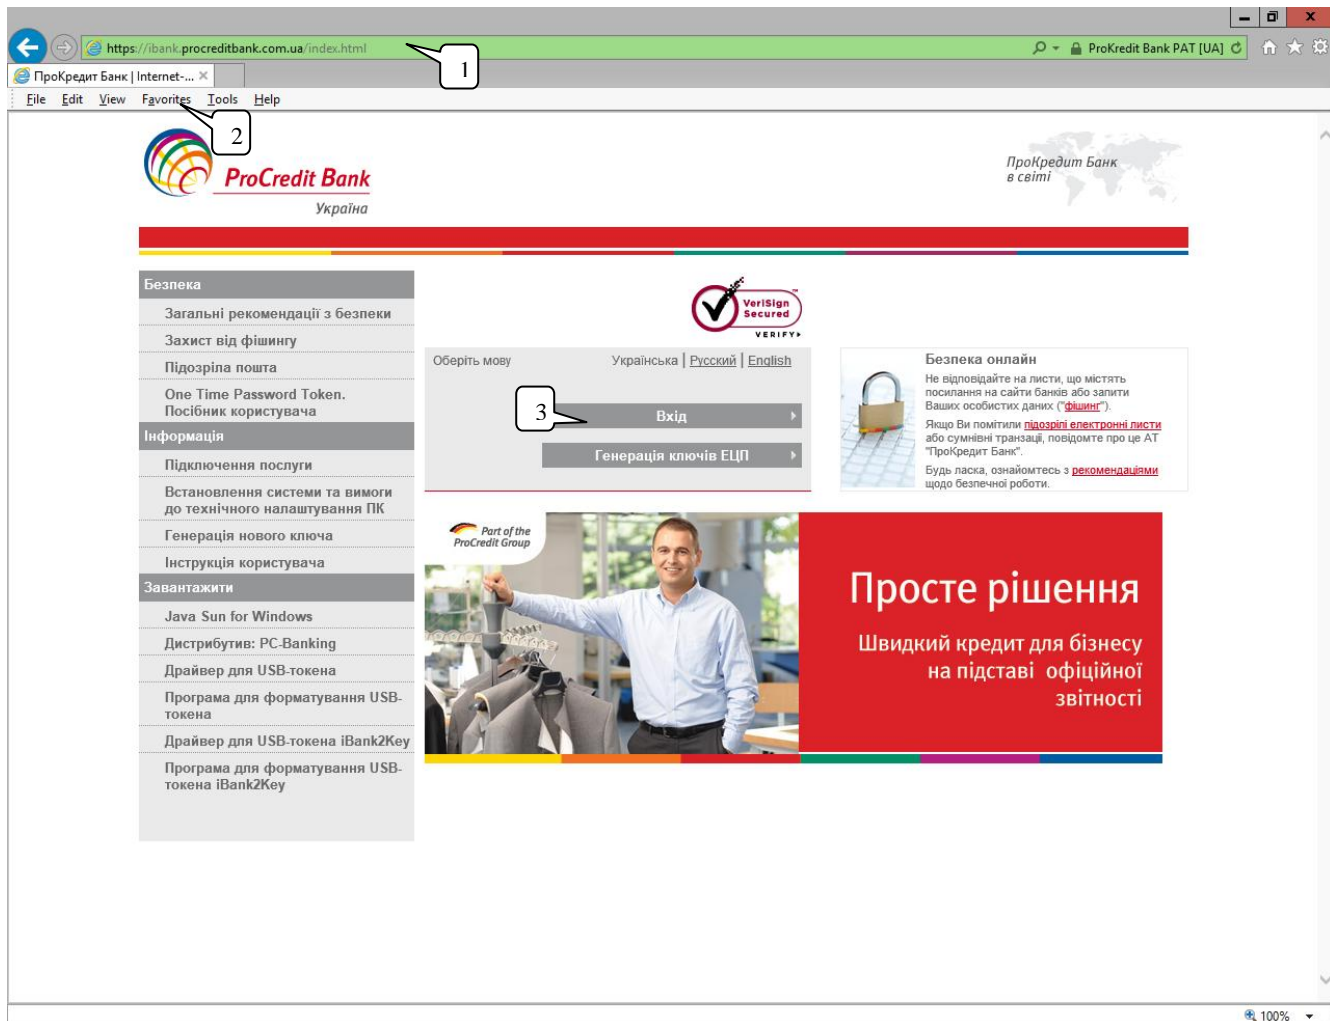 https://ibank.procreditbank.com.ua/index.html
ProKredit Bank PAT [UA]
1
ПроКредит Банк | Internet-...
File Edit View Favorites Tools Help
2
ProCredit Bank
Україна
ПроКредит Банк
в світі
Безпека
Загальні рекомендації з безпеки
Захист від фішингу
Підозріла пошта
One Time Password Token.
Посібник користувача
Інформація
Підключення послуги
Встановлення системи та вимоги
до технічного налаштування ПК
Генерація нового ключа
Інструкція користувача
Завантажити
Java Sun for Windows
Дистрибутив: PC-Banking
Драйвер для USB-токена
Програма для форматування USB-
токена
Драйвер для USB-токена iBank2Key
Програма для форматування USB-
токена iBank2Key
VeriSign
Secured
VERIFY
Оберіть мову Українська | Русский | English
3
Вхід
Генерація ключів ЕЦП
Безпека онлайн
Не відповідайте на листи, що містять
посилання на сайти банків або запити
Ваших особистих даних ("фішинг").
Якщо Ви помітили підозрілі електронні листи
або сумнівні транзації, повідомте про це АТ
"ПроКредит Банк".
Будь ласка, ознайомтесь з рекомендаціями
щодо безпечної роботи.
Part of the
ProCredit Group
Просте рішення
Швидкий кредит для бізнесу
на підставі офіційної
звітності
100%